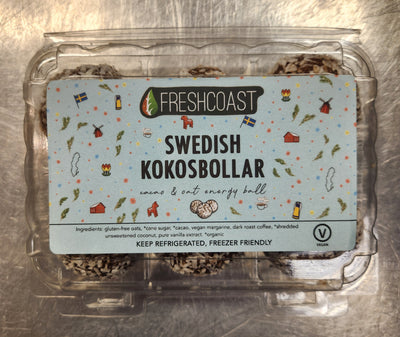 FRESHCOAST
SWEDISH
KOKOSBOLLAR
cacao & oat energy ball
Ingredients: gluten-free oats, *cane sugar, *cacao, vegan margarine, dark roast coffee, *shredded
unsweetened coconut, pure vanilla extract. *organic
KEEP REFRIGERATED, FREEZER FRIENDLY
V
VEGAN